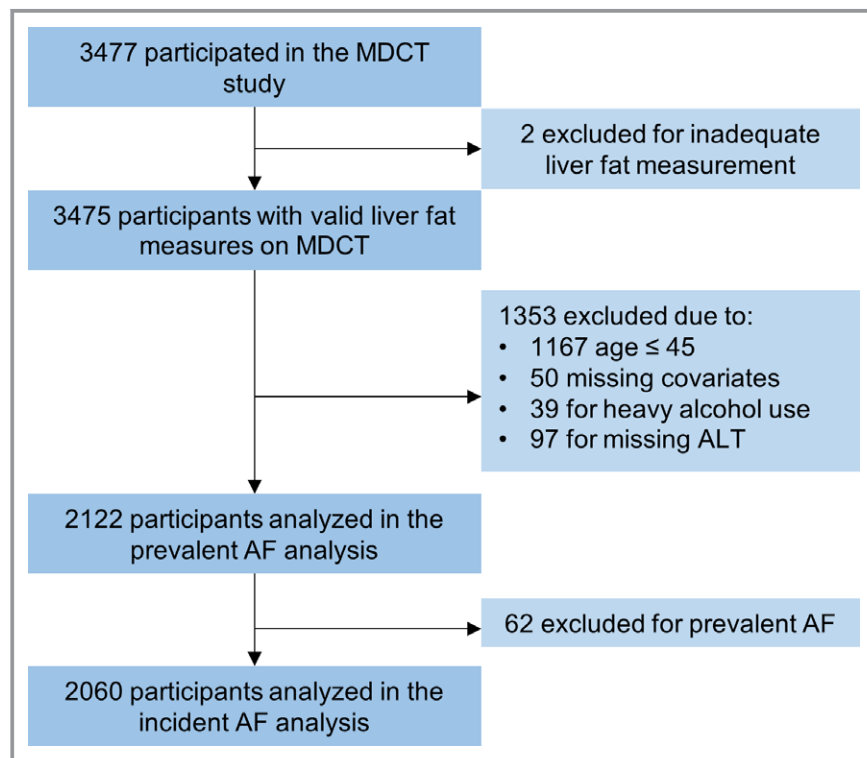 3477 participated in the MDCT
study
2 excluded for inadequate
liver fat measurement
3475 participants with valid liver fat
measures on MDCT
1353 excluded due to:
• 1167 age ≤ 45
• 50 missing covariates
• 39 for heavy alcohol use
• 97 for missing ALT
2122 participants analyzed in the
prevalent AF analysis
62 excluded for prevalent AF
2060 participants analyzed in the
incident AF analysis